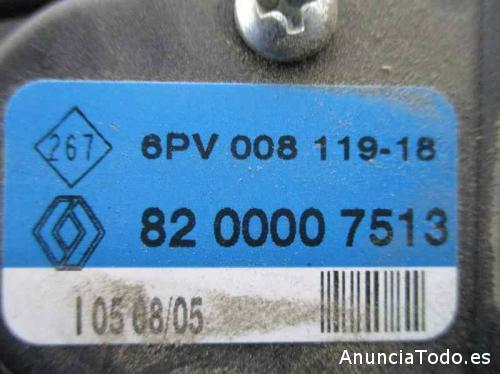 267
6PV 008 119-18
82 0000 7513
I 05 08/05
AnunciaTodo.es